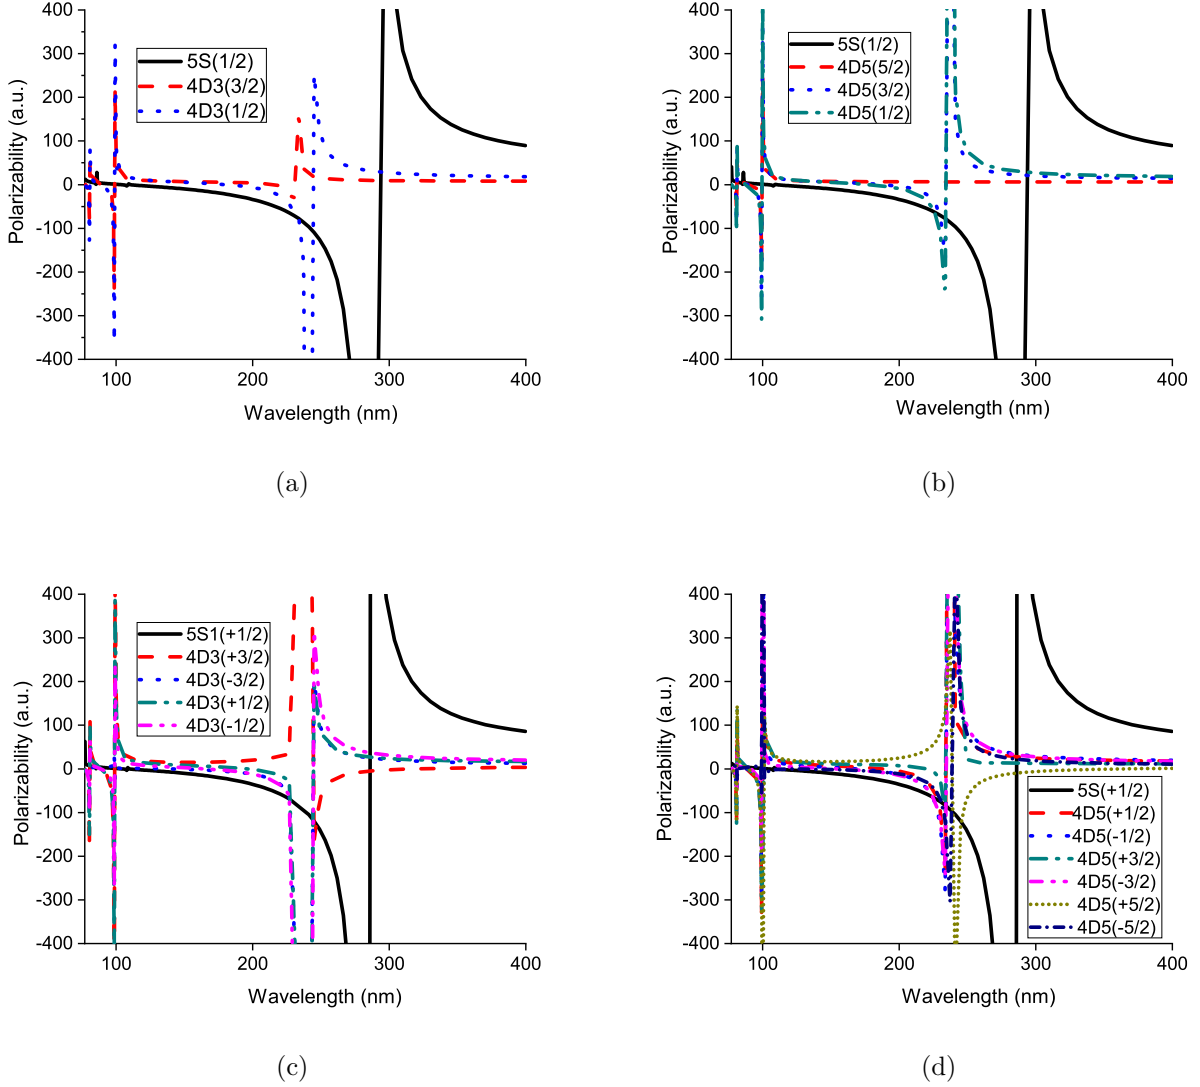 400
300
200
100
0
-100
-200
-300
-400
100
200
300
400
Polarizability (a.u.)
Wavelength (nm)
5S(1/2)
4D3(3/2)
4D3(1/2)
(a)
400
300
200
100
0
-100
-200
-300
-400
100
200
300
400
Polarizability (a.u.)
Wavelength (nm)
5S(1/2)
4D5(5/2)
4D5(3/2)
4D5(1/2)
(b)
400
300
200
100
0
-100
-200
-300
-400
100
200
300
400
Polarizability (a.u.)
Wavelength (nm)
5S1(+1/2)
4D3(+3/2)
4D3(-3/2)
4D3(+1/2)
4D3(-1/2)
(c)
400
300
200
100
0
-100
-200
-300
-400
100
200
300
400
Polarizability (a.u.)
Wavelength (nm)
5S(+1/2)
4D5(+1/2)
4D5(-1/2)
4D5(+3/2)
4D5(-3/2)
4D5(+5/2)
4D5(-5/2)
(d)